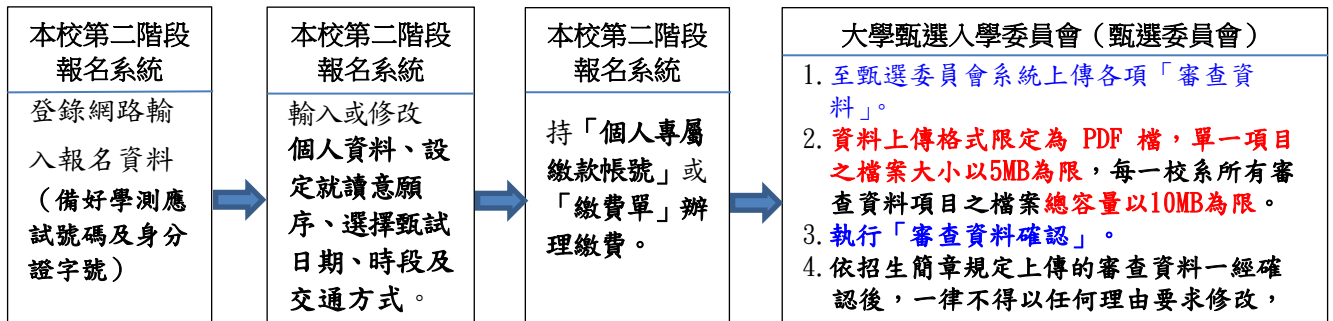 本校第二階段
報名系統
登錄網路輸
入報名資料
（備好學測應
試號碼及身分
證字號）
本校第二階段
報名系統
輸入或修改
個人資料、設
定就讀意願
序、選擇甄試
日期、時段及
交通方式。
本校第二階段
報名系統
持「個人專屬
繳款帳號」或
「繳費單」辦
理繳費。
大學甄選入學委員會（甄選委員會）
1.至甄選委員會系統上傳各項「審查資
料」。
2.資料上傳格式限定為 PDF 檔，單一項目
之檔案大小以5MB為限，每一校系所有審
查資料項目之檔案總容量以10MB為限。
3.執行「審查資料確認」。
4.依招生簡章規定上傳的審查資料一經確
認後，一律不得以任何理由要求修改，